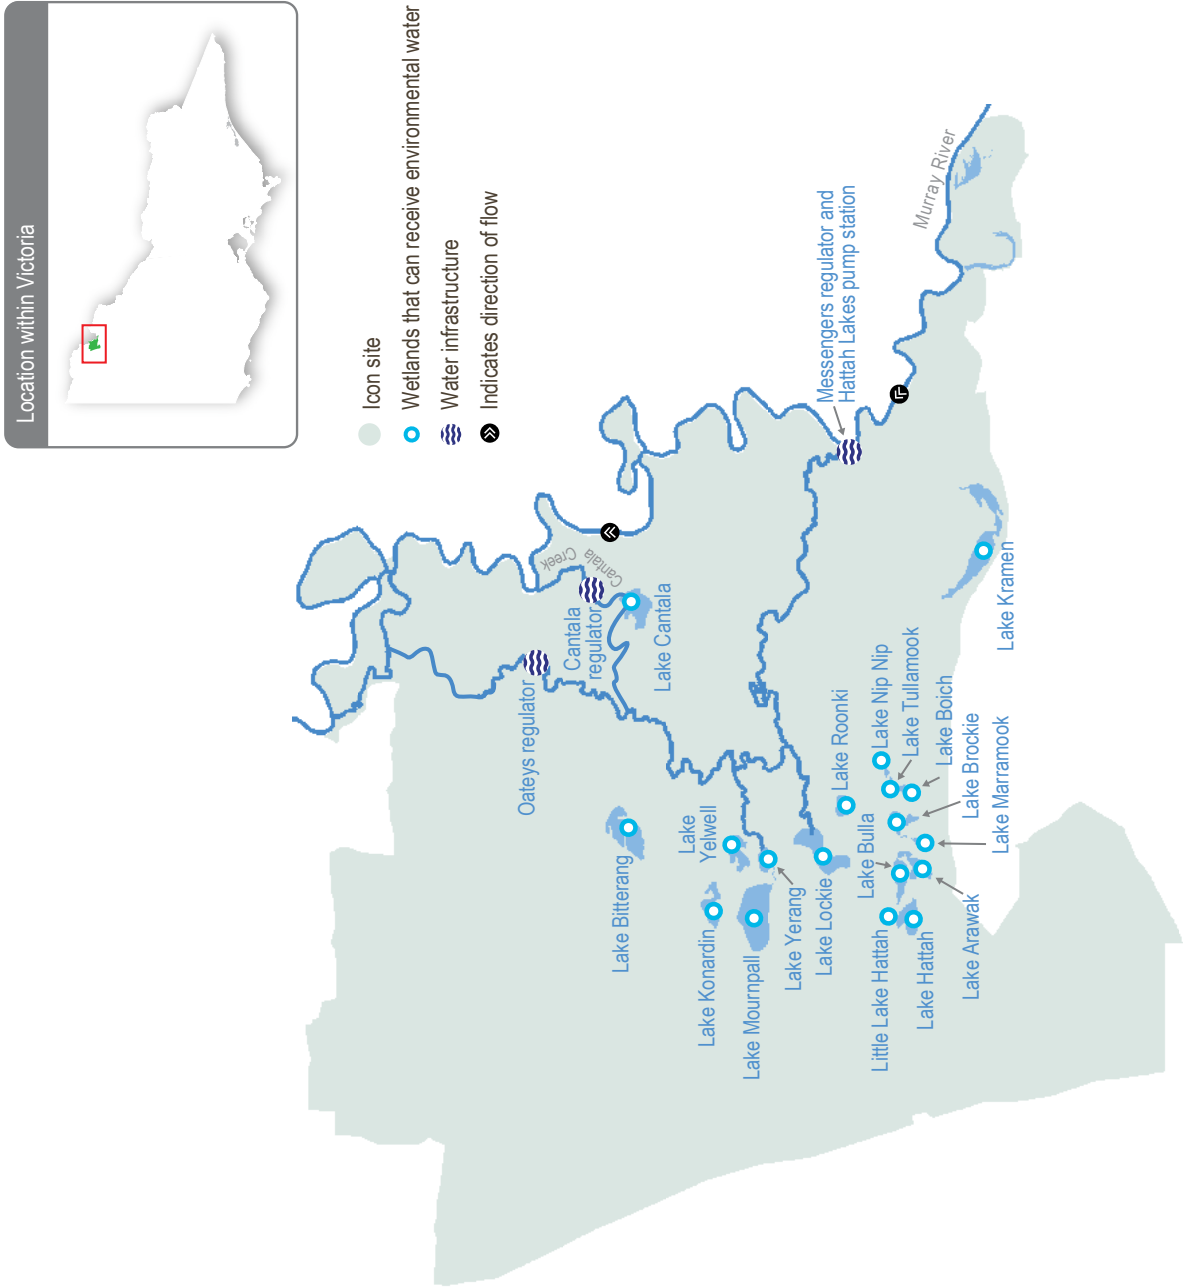 Location within Victoria
Icon site
Wetlands that can receive environmental water
Water infrastructure
Indicates direction of flow
Murray River
Messengers regulator and
Hattah Lakes pump station
Cantala
Creek
Cantala
regulator
Lake Cantala
Oateys regulator
Lake Kramen
Lake Nip Nip
Lake Tullamook
Lake Boich
Lake Brockie
Lake Marramook
Lake Roonki
Lake Bulla
Lake
Yelwell
Lake Bitterang
Lake Konardin
Lake Mournpall
Lake Yerang
Lake Lockie
Little Lake Hattah
Lake Hattah
Lake Arawak